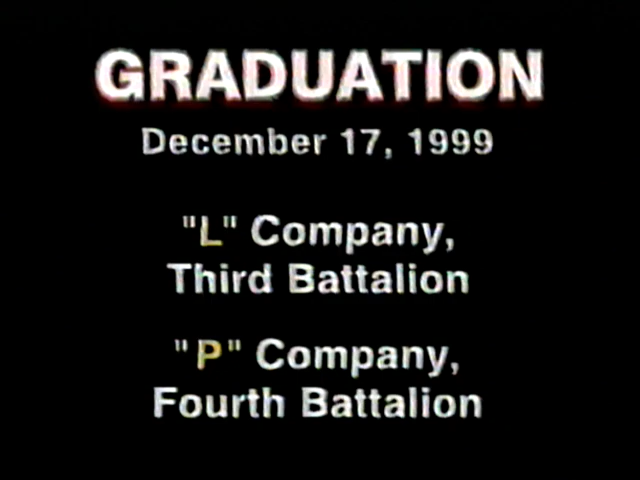 GRADUATION
December 17, 1999
"L" Company,
Third Battalion
"P" Company,
Fourth Battalion